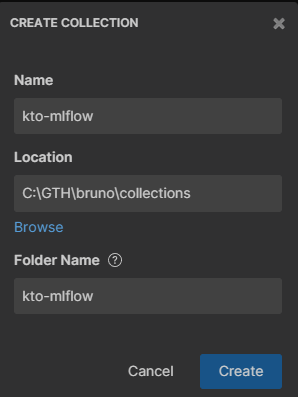 CREATE COLLECTION
Name
kto-mlflow
Location
C:\GTH\bruno\collections
Browse
Folder Name ?
kto-mlflow
Cancel Create